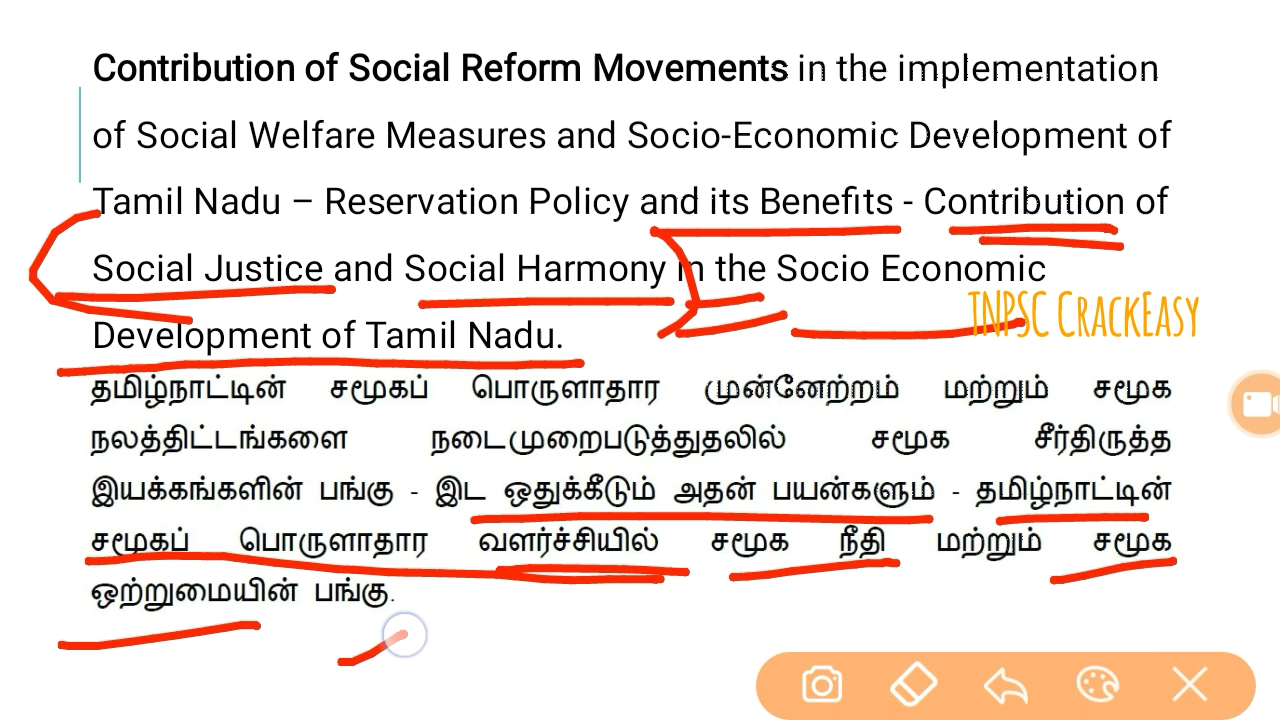 Contribution of Social Reform Movements in the implementation
of Social Welfare Measures and Socio-Economic Development of
Tamil Nadu – Reservation Policy and its Benefits - Contribution of
Social Justice and Social Harmony in the Socio Economic
TNPSC CrackEasy
Development of Tamil Nadu.
தமிழ்நாட்டின் சமூகப் பொருளாதார முன்னேற்றம் மற்றும் சமூக
நலத்திட்டங்களை நடைமுறைபடுத்துதலில் சமூக சீர்திருத்த
இயக்கங்களின் பங்கு - இட ஒதுக்கீடும் அதன் பயன்களும் - தமிழ்நாட்டின்
சமூகப் பொருளாதார வளர்ச்சியில் சமூக நீதி மற்றும் சமூக
ஒற்றுமையின் பங்கு.